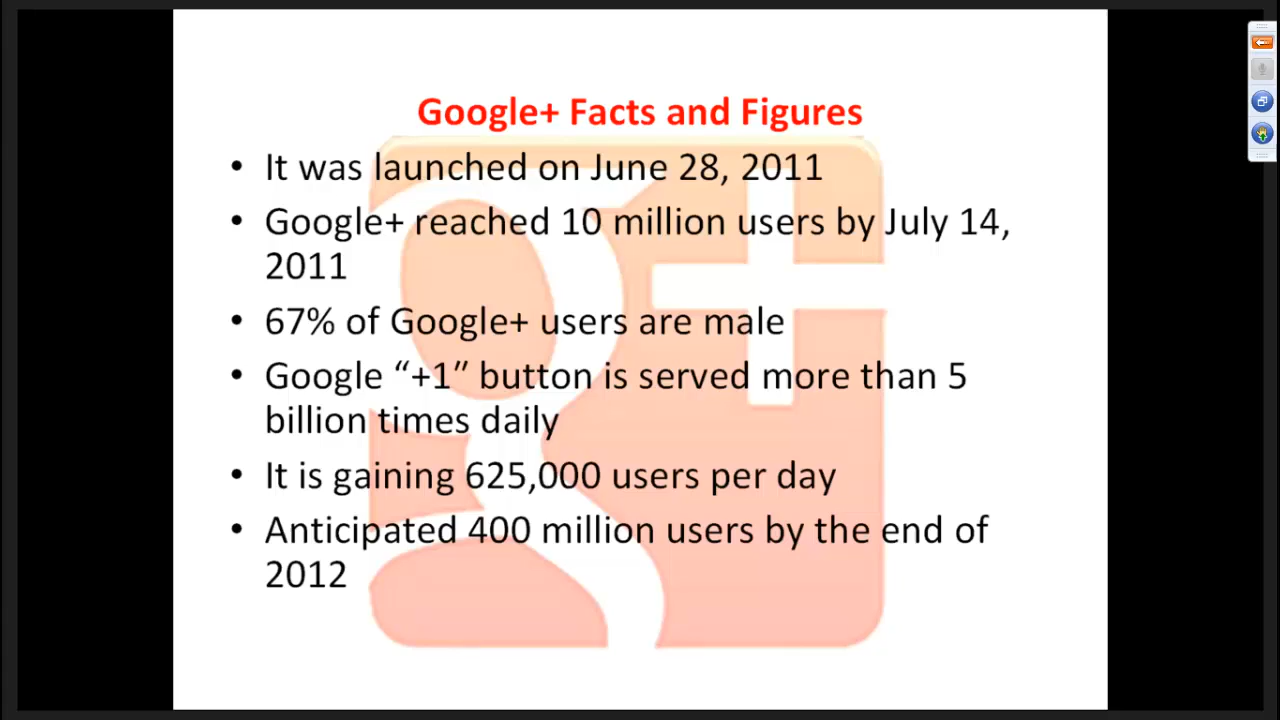 Google+ Facts and Figures
• It was launched on June 28, 2011
• Google+ reached 10 million users by July 14,
2011
• 67% of Google+ users are male
• Google “+1” button is served more than 5
billion times daily
• It is gaining 625,000 users per day
• Anticipated 400 million users by the end of
2012